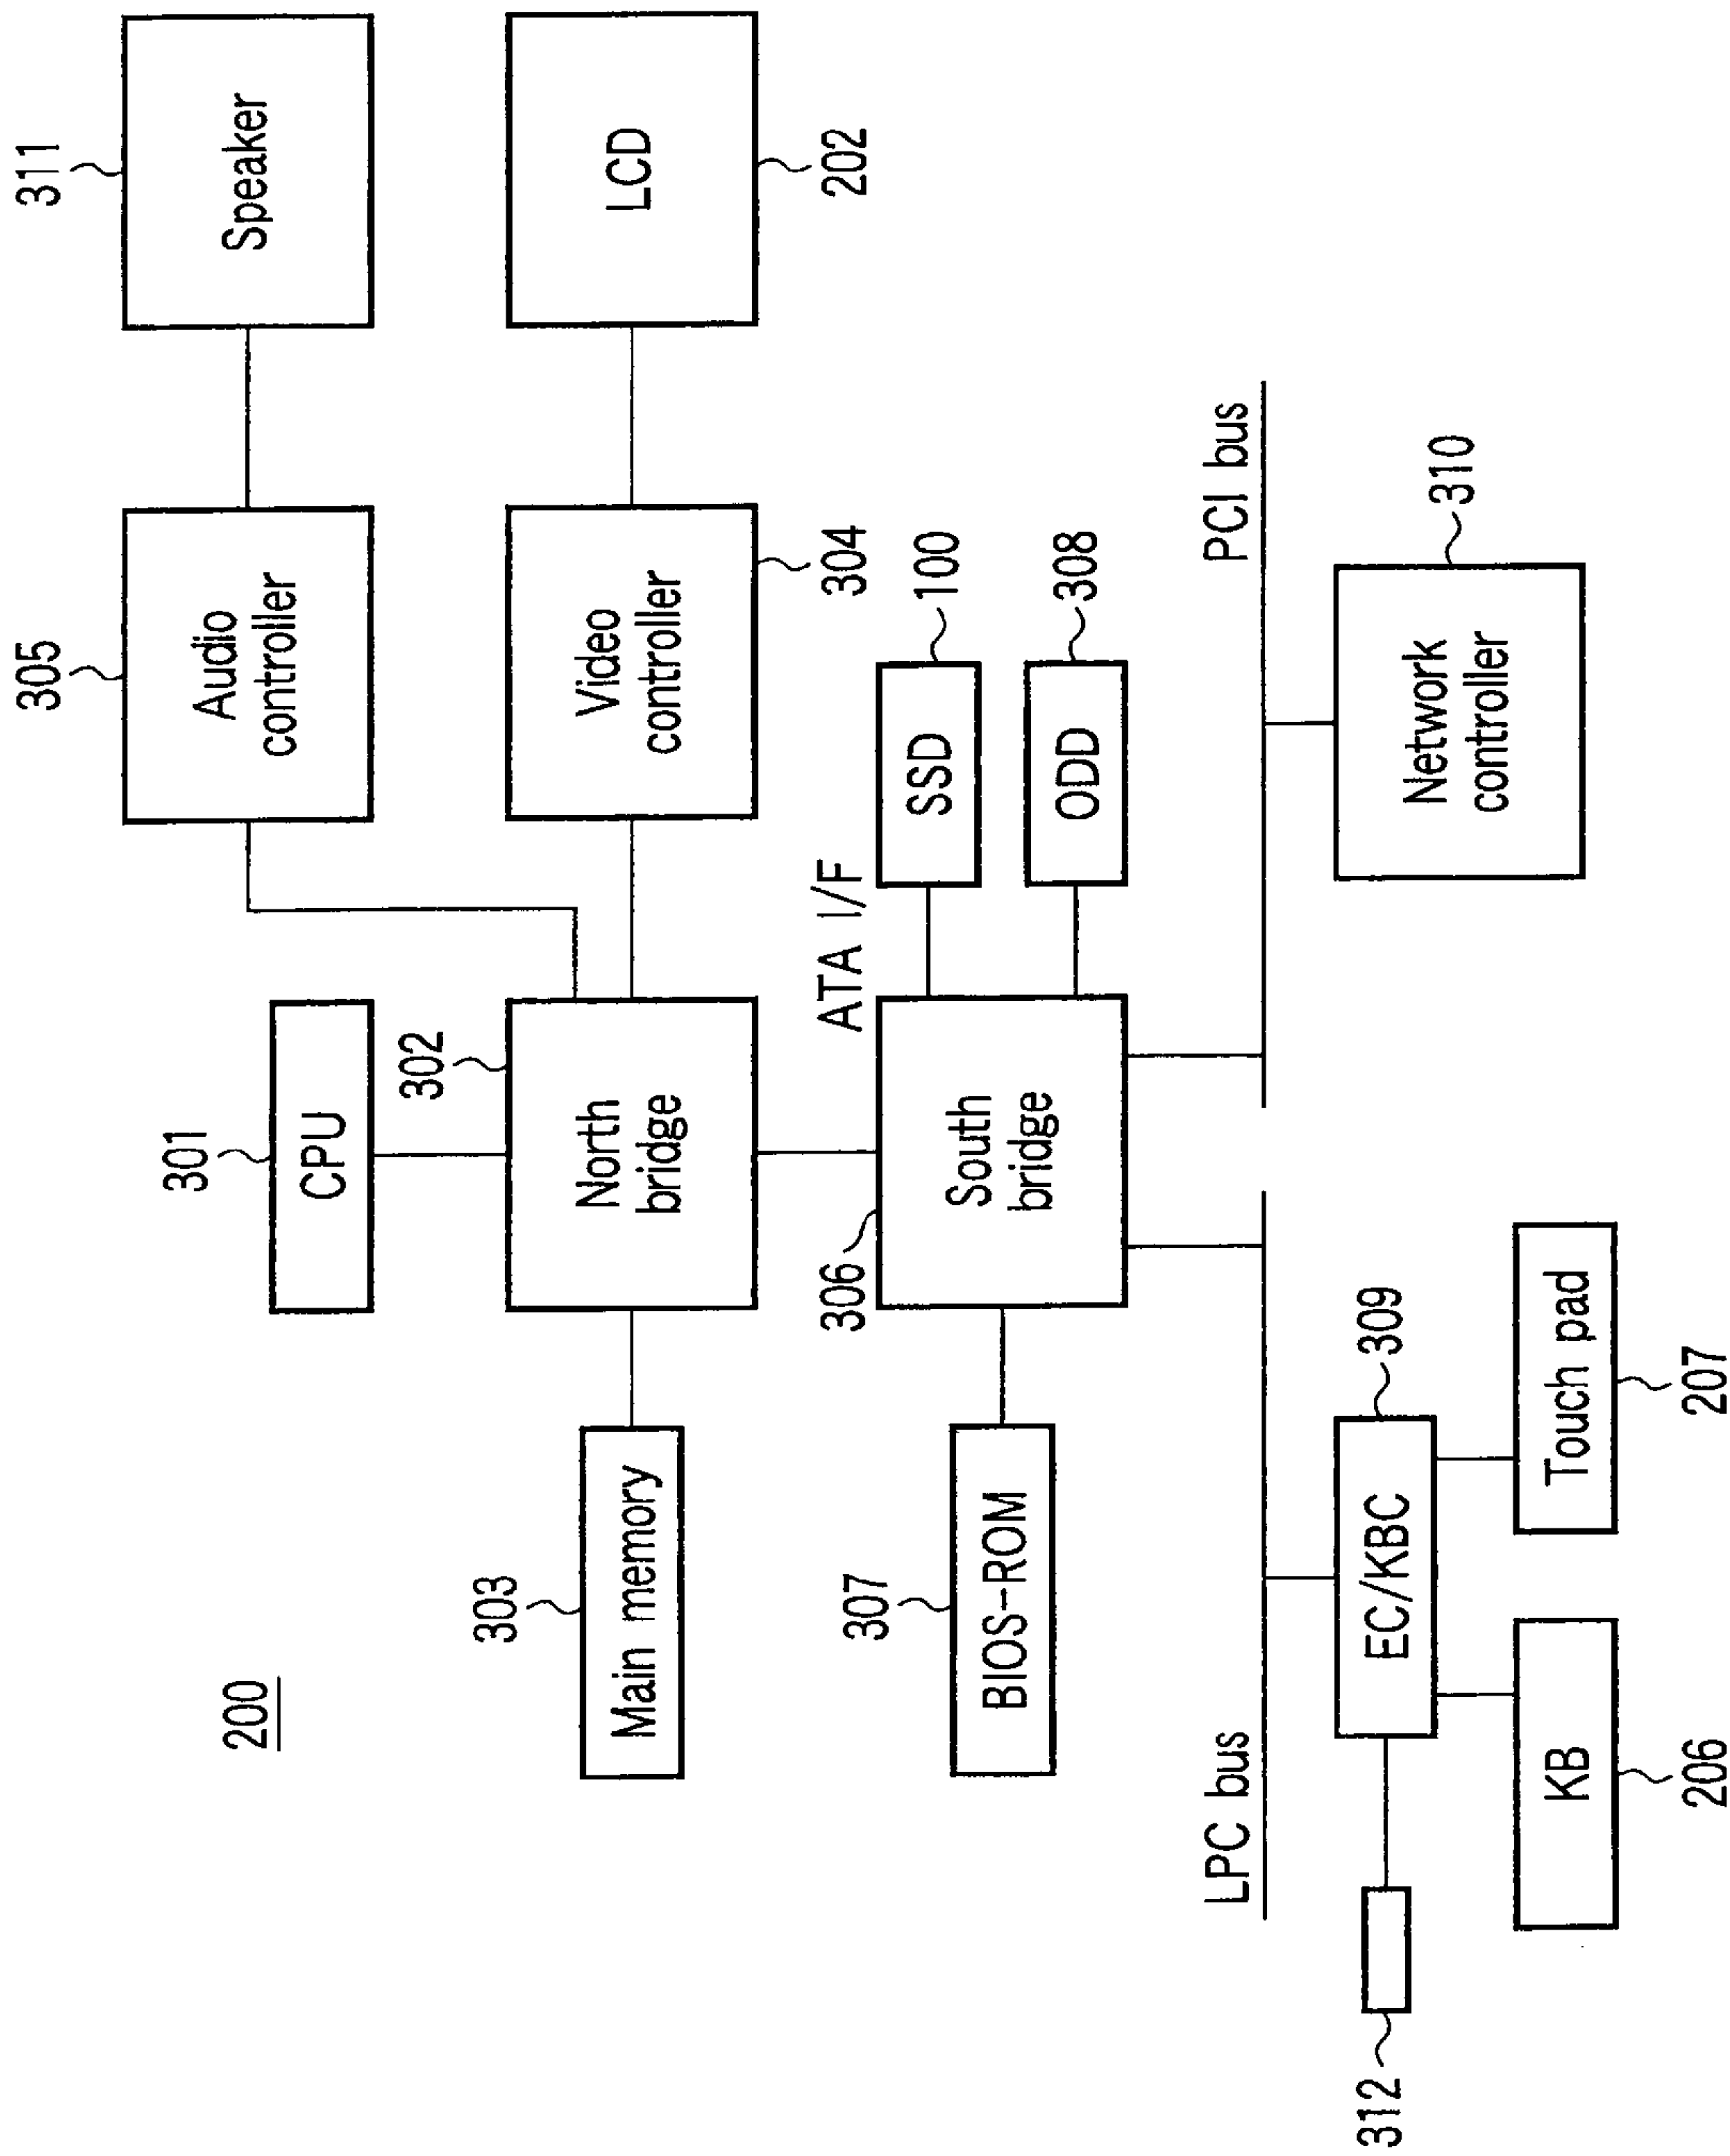 200
301
CPU
302
North
bridge
303
Main memory
305
Audio
controller
311
Speaker
Video
controller
304
LCD
202
306
South
bridge
ATA I/F
SSD
100
ODD
308
307
BIOS-ROM
LPC bus
PCI bus
309
EC/KBC
312
KB
206
Touch pad
207
Network
controller
310